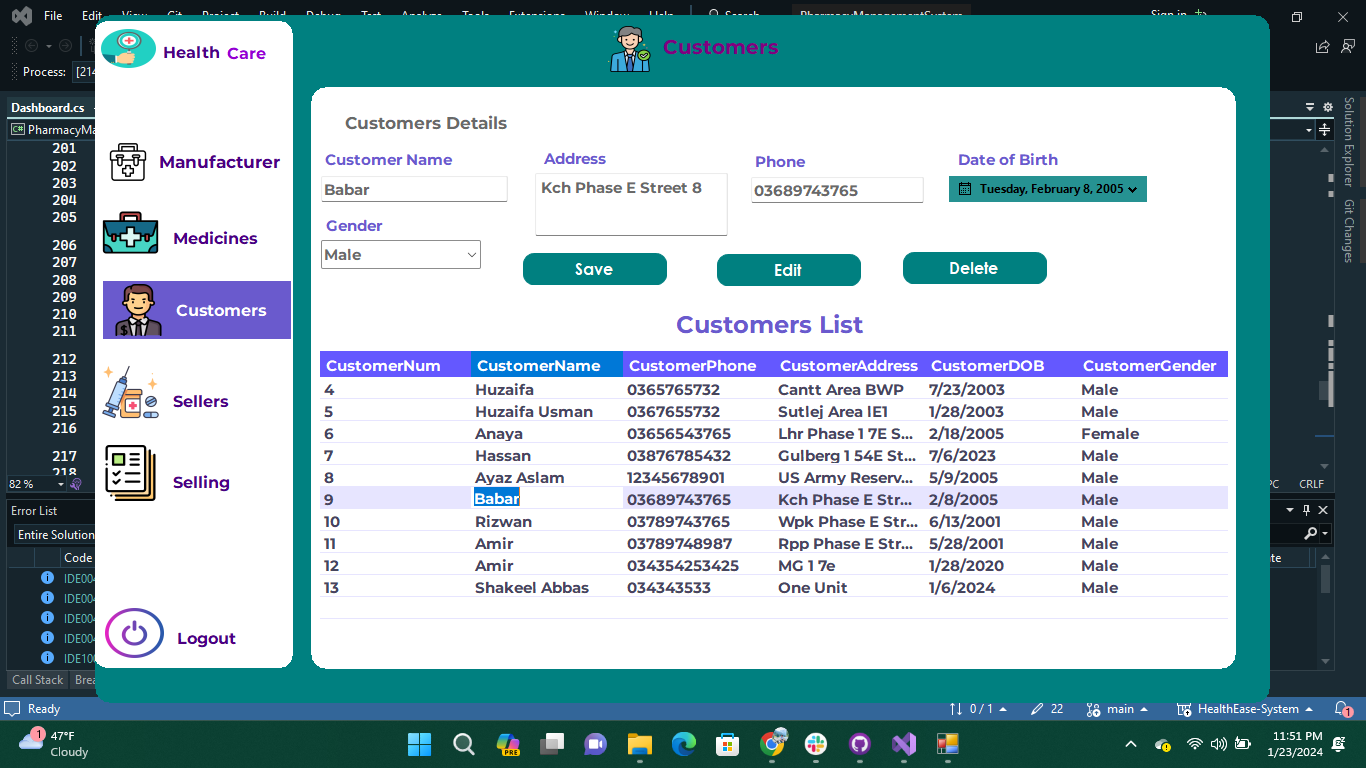 File Edit View Git Project Build Debug Test Analyze Tools Extensions Window Help Search PharmacyManagementSystem Sign in
Process: [214
Dashboard.cs
C# PharmacyMa
201
202
203
204
205
206
207
208
209
210
211
212
213
214
215
216
217
218
82 %
Error List
Entire Solution
Code
IDE004
IDE004
IDE004
IDE004
IDE100
Call Stack Brea
Solution Explorer
Git Changes
PC CRLF
te
Health Care
Manufacturer
Medicines
Customers
Sellers
Selling
Logout
Customers
Customers Details
Customer Name Address Phone Date of Birth
Babar Kch Phase E Street 8 03689743765 Tuesday, February 8, 2005
Gender
Male
Save Edit Delete
Customers List
CustomerNum CustomerName CustomerPhone CustomerAddress CustomerDOB CustomerGender
4 Huzaifa 0365765732 Cantt Area BWP 7/23/2003 Male
5 Huzaifa Usman 0367655732 Sutlej Area lE1 1/28/2003 Male
6 Anaya 03656543765 Lhr Phase 1 7E S... 2/18/2005 Female
7 Hassan 03876785432 Gulberg 1 54E St... 7/6/2023 Male
8 Ayaz Aslam 12345678901 US Army Reserv... 5/9/2005 Male
9 Babar 03689743765 Kch Phase E Str... 2/8/2005 Male
10 Rizwan 03789743765 Wpk Phase E Str... 6/13/2001 Male
11 Amir 03789748987 Rpp Phase E Str... 5/28/2001 Male
12 Amir 034354253425 MG 1 7e 1/28/2020 Male
13 Shakeel Abbas 034343533 One Unit 1/6/2024 Male
Ready 0 / 1 22 main HealthEase-System 1
1 47°F
Cloudy
PRE
11:51 PM
1/23/2024